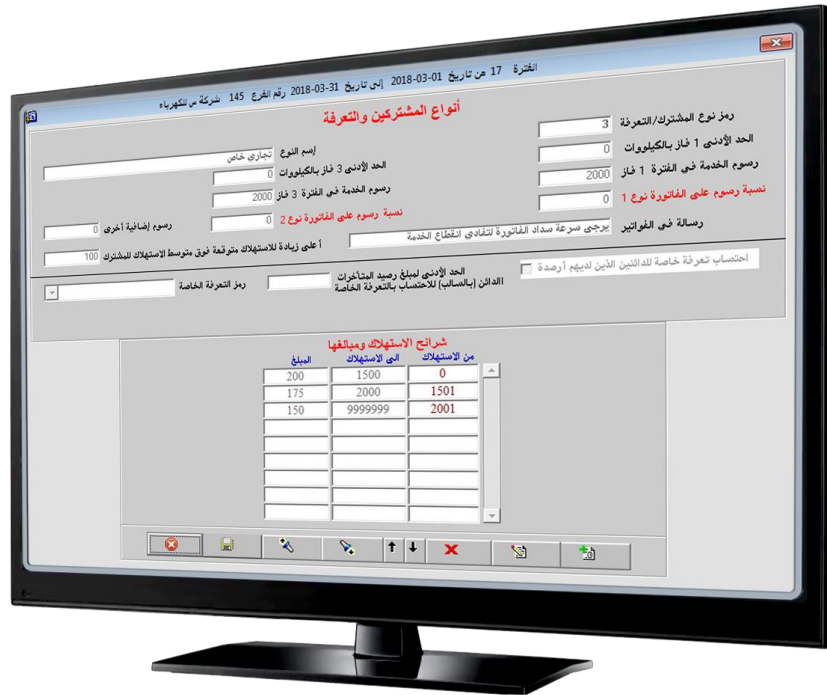 الفترة 17 من تاريخ 01-03-2018 إلى تاريخ 31-03-2018 رقم الفرع 145 شركة س للكهرباء
أنواع المشتركين والتعرفة
رمز نوع المشترك/التعرفة 3
إسم النوع تجاري خاص
الحد الأدنى 1 فاز بالكيلووات 0
الحد الأدنى 3 فاز بالكيلووات 0
رسوم الخدمة في الفترة 1 فاز 2000
رسوم الخدمة في الفترة 3 فاز 2000
نسبة رسوم على الفاتورة نوع 1 0
نسبة رسوم على الفاتورة نوع 2 0
رسوم إضافية أخرى 0
رسالة في الفواتير يرجى سرعة سداد الفاتورة لتفادي انقطاع الخدمة
أعلى زيادة للاستهلاك متوقعة فوق متوسط الاستهلاك للمشترك 100
احتساب تعرفة خاصة للدائنين الذين لديهم أرصدة
الحد الأدنى لمبلغ رصيد المتأخرات
االدائن (بالسالب) للاحتساب بالتعرفة الخاصة
رمز التعرفة الخاصة
شرائح الاستهلاك ومبالغها
من الاستهلاك الى الاستهلاك المبلغ
0 1500 200
1501 2000 175
2001 9999999 150